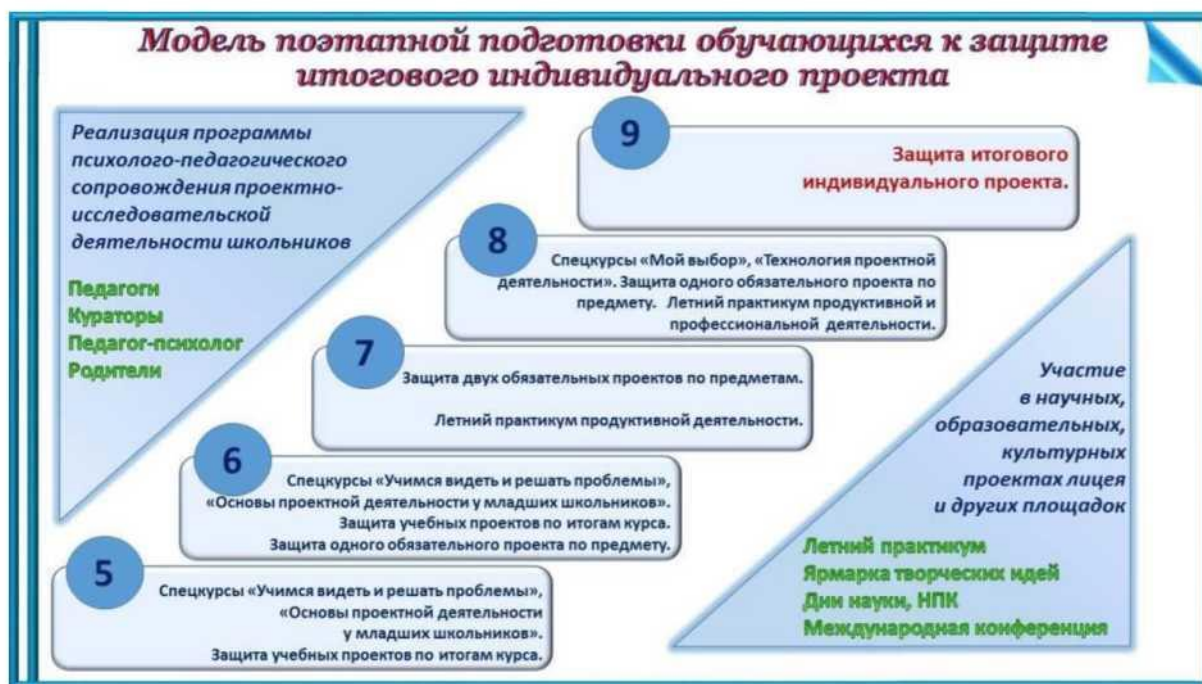 Модель поэтапной подготовки обучающихся к защите
итогового индивидуального проекта
Реализация программы
психолого-педагогического
сопровождения проектно-
исследовательской
деятельности школьников
Педагоги
Кураторы
Педагог-психолог
Родители
9
Защита итогового
индивидуального проекта.
8
Спецкурсы «Мой выбор», «Технология проектной
деятельности». Защита одного обязательного проекта по
предмету. Летний практикум продуктивной и
профессиональной деятельности.
7
Защита двух обязательных проектов по предметам.
Летний практикум продуктивной деятельности.
6
Спецкурсы «Учимся видеть и решать проблемы»,
«Основы проектной деятельности у младших школьников».
Защита учебных проектов по итогам курса.
Защита одного обязательного проекта по предмету.
5
Спецкурсы «Учимся видеть и решать проблемы»,
«Основы проектной деятельности
у младших школьников».
Защита учебных проектов по итогам курса.
Участие
в научных,
образовательных,
культурных
проектах лицея
и других площадок
Летний практикум
Ярмарка творческих идей
Дни науки, НПК
Международная конференция